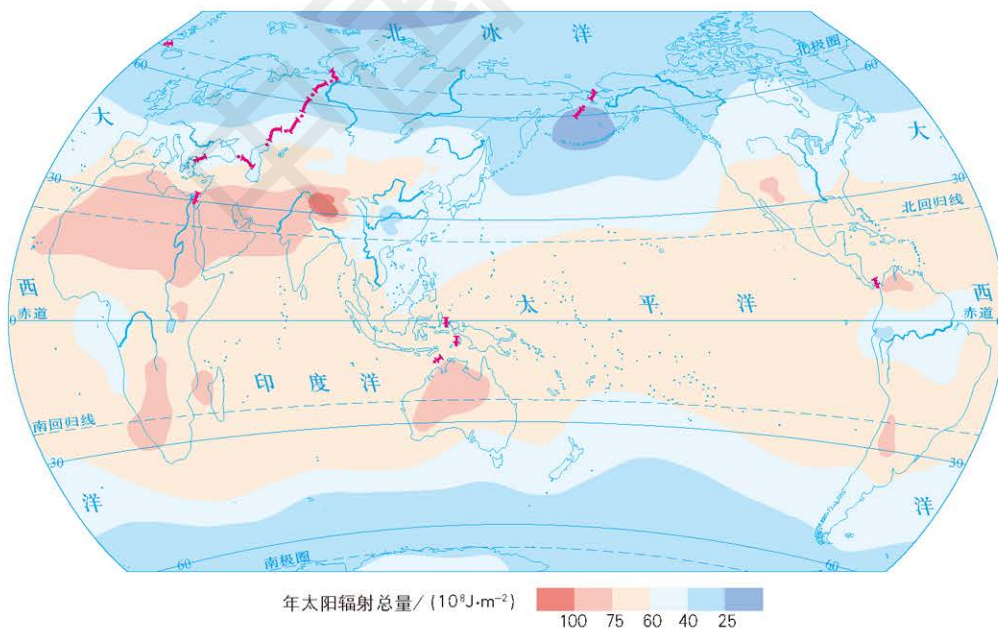 北冰洋
北极圈
60
60
大
大
30
30
北回归线
西
太平洋
西
赤道
赤道
0
0
印度洋
南回归线
30
30
洋
洋
南极圈
60
60
年太阳辐射总量/(10⁸J·m⁻²)
100 75 60 40 25